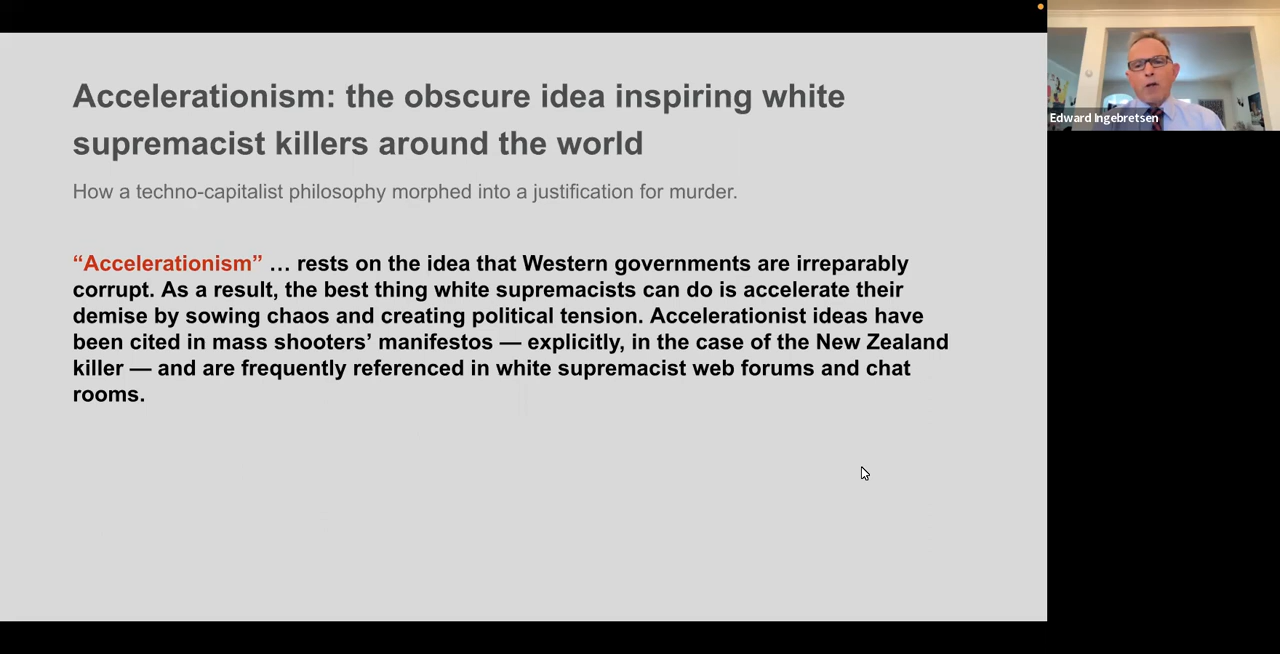 Accelerationism: the obscure idea inspiring white
supremacist killers around the world
How a techno-capitalist philosophy morphed into a justification for murder.
“Accelerationism” … rests on the idea that Western governments are irreparably
corrupt. As a result, the best thing white supremacists can do is accelerate their
demise by sowing chaos and creating political tension. Accelerationist ideas have
been cited in mass shooters’ manifestos — explicitly, in the case of the New Zealand
killer — and are frequently referenced in white supremacist web forums and chat
rooms.
Edward Ingebretsen